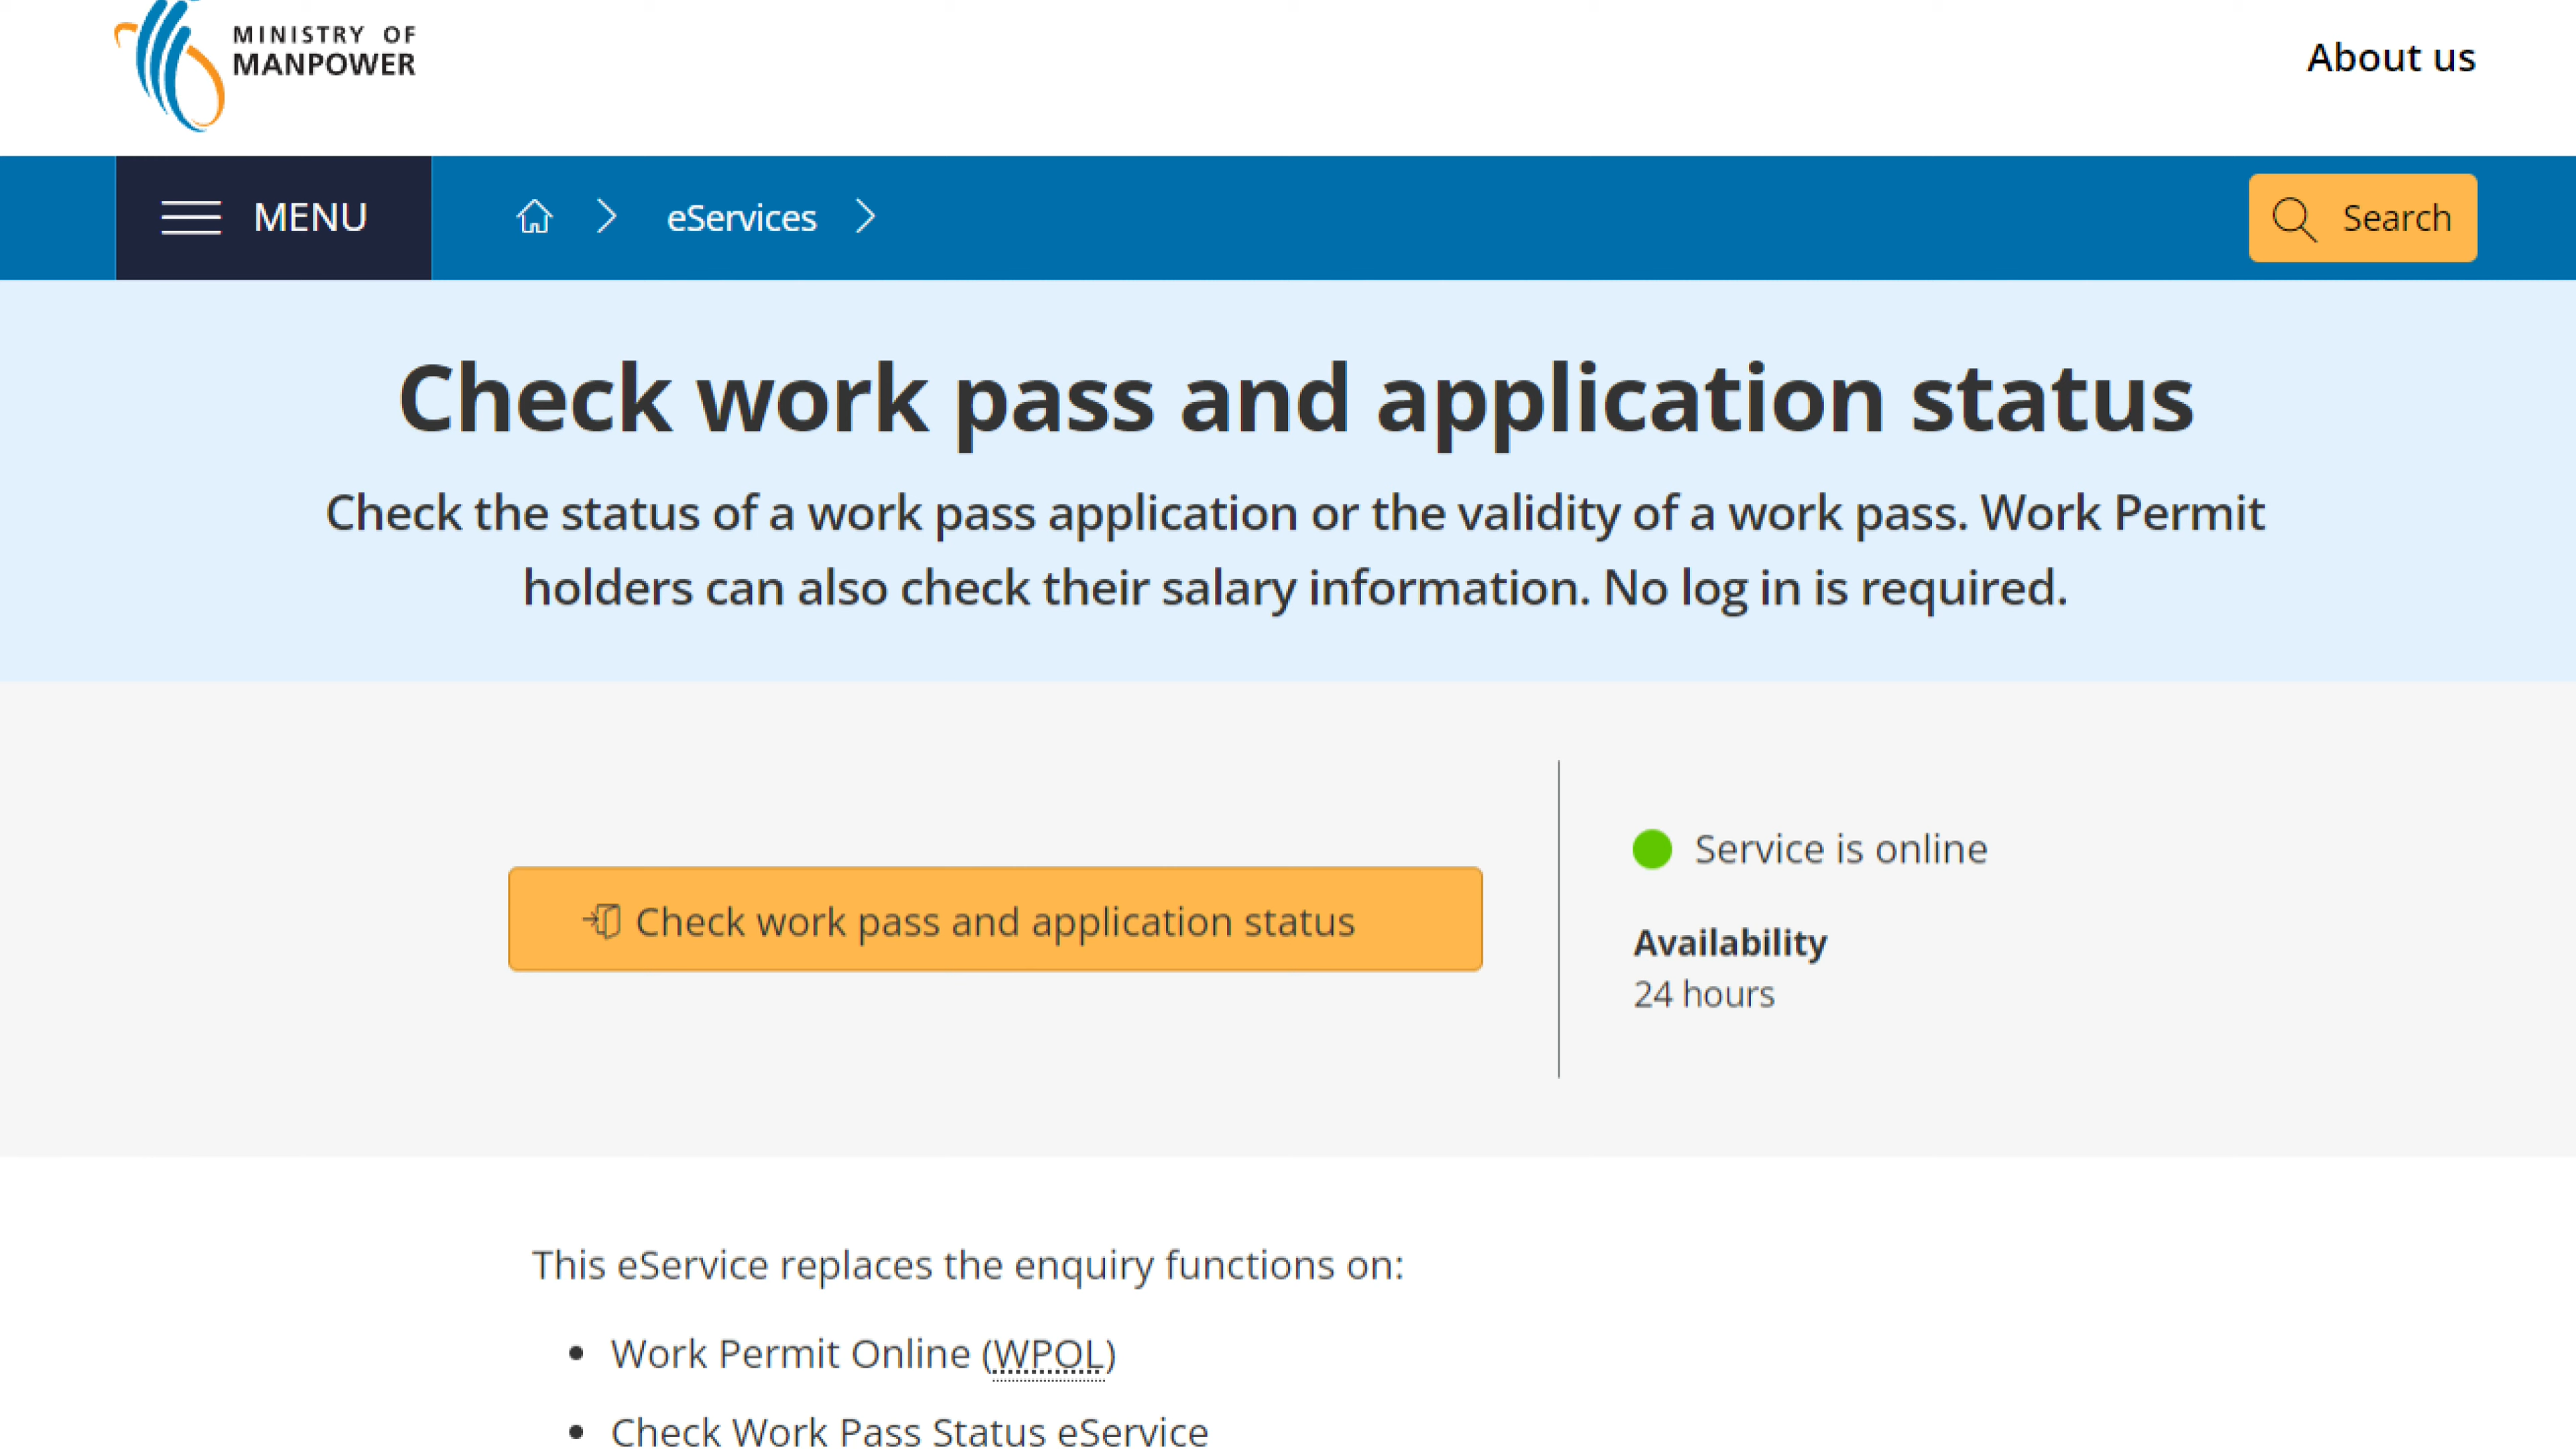 MINISTRY OF
MANPOWER
About us
MENU
eServices
Search
Check work pass and application status
Check the status of a work pass application or the validity of a work pass. Work Permit
holders can also check their salary information. No log in is required.
Check work pass and application status
Service is online
Availability
24 hours
This eService replaces the enquiry functions on:
• Work Permit Online (WPOL)
• Check Work Pass Status eService